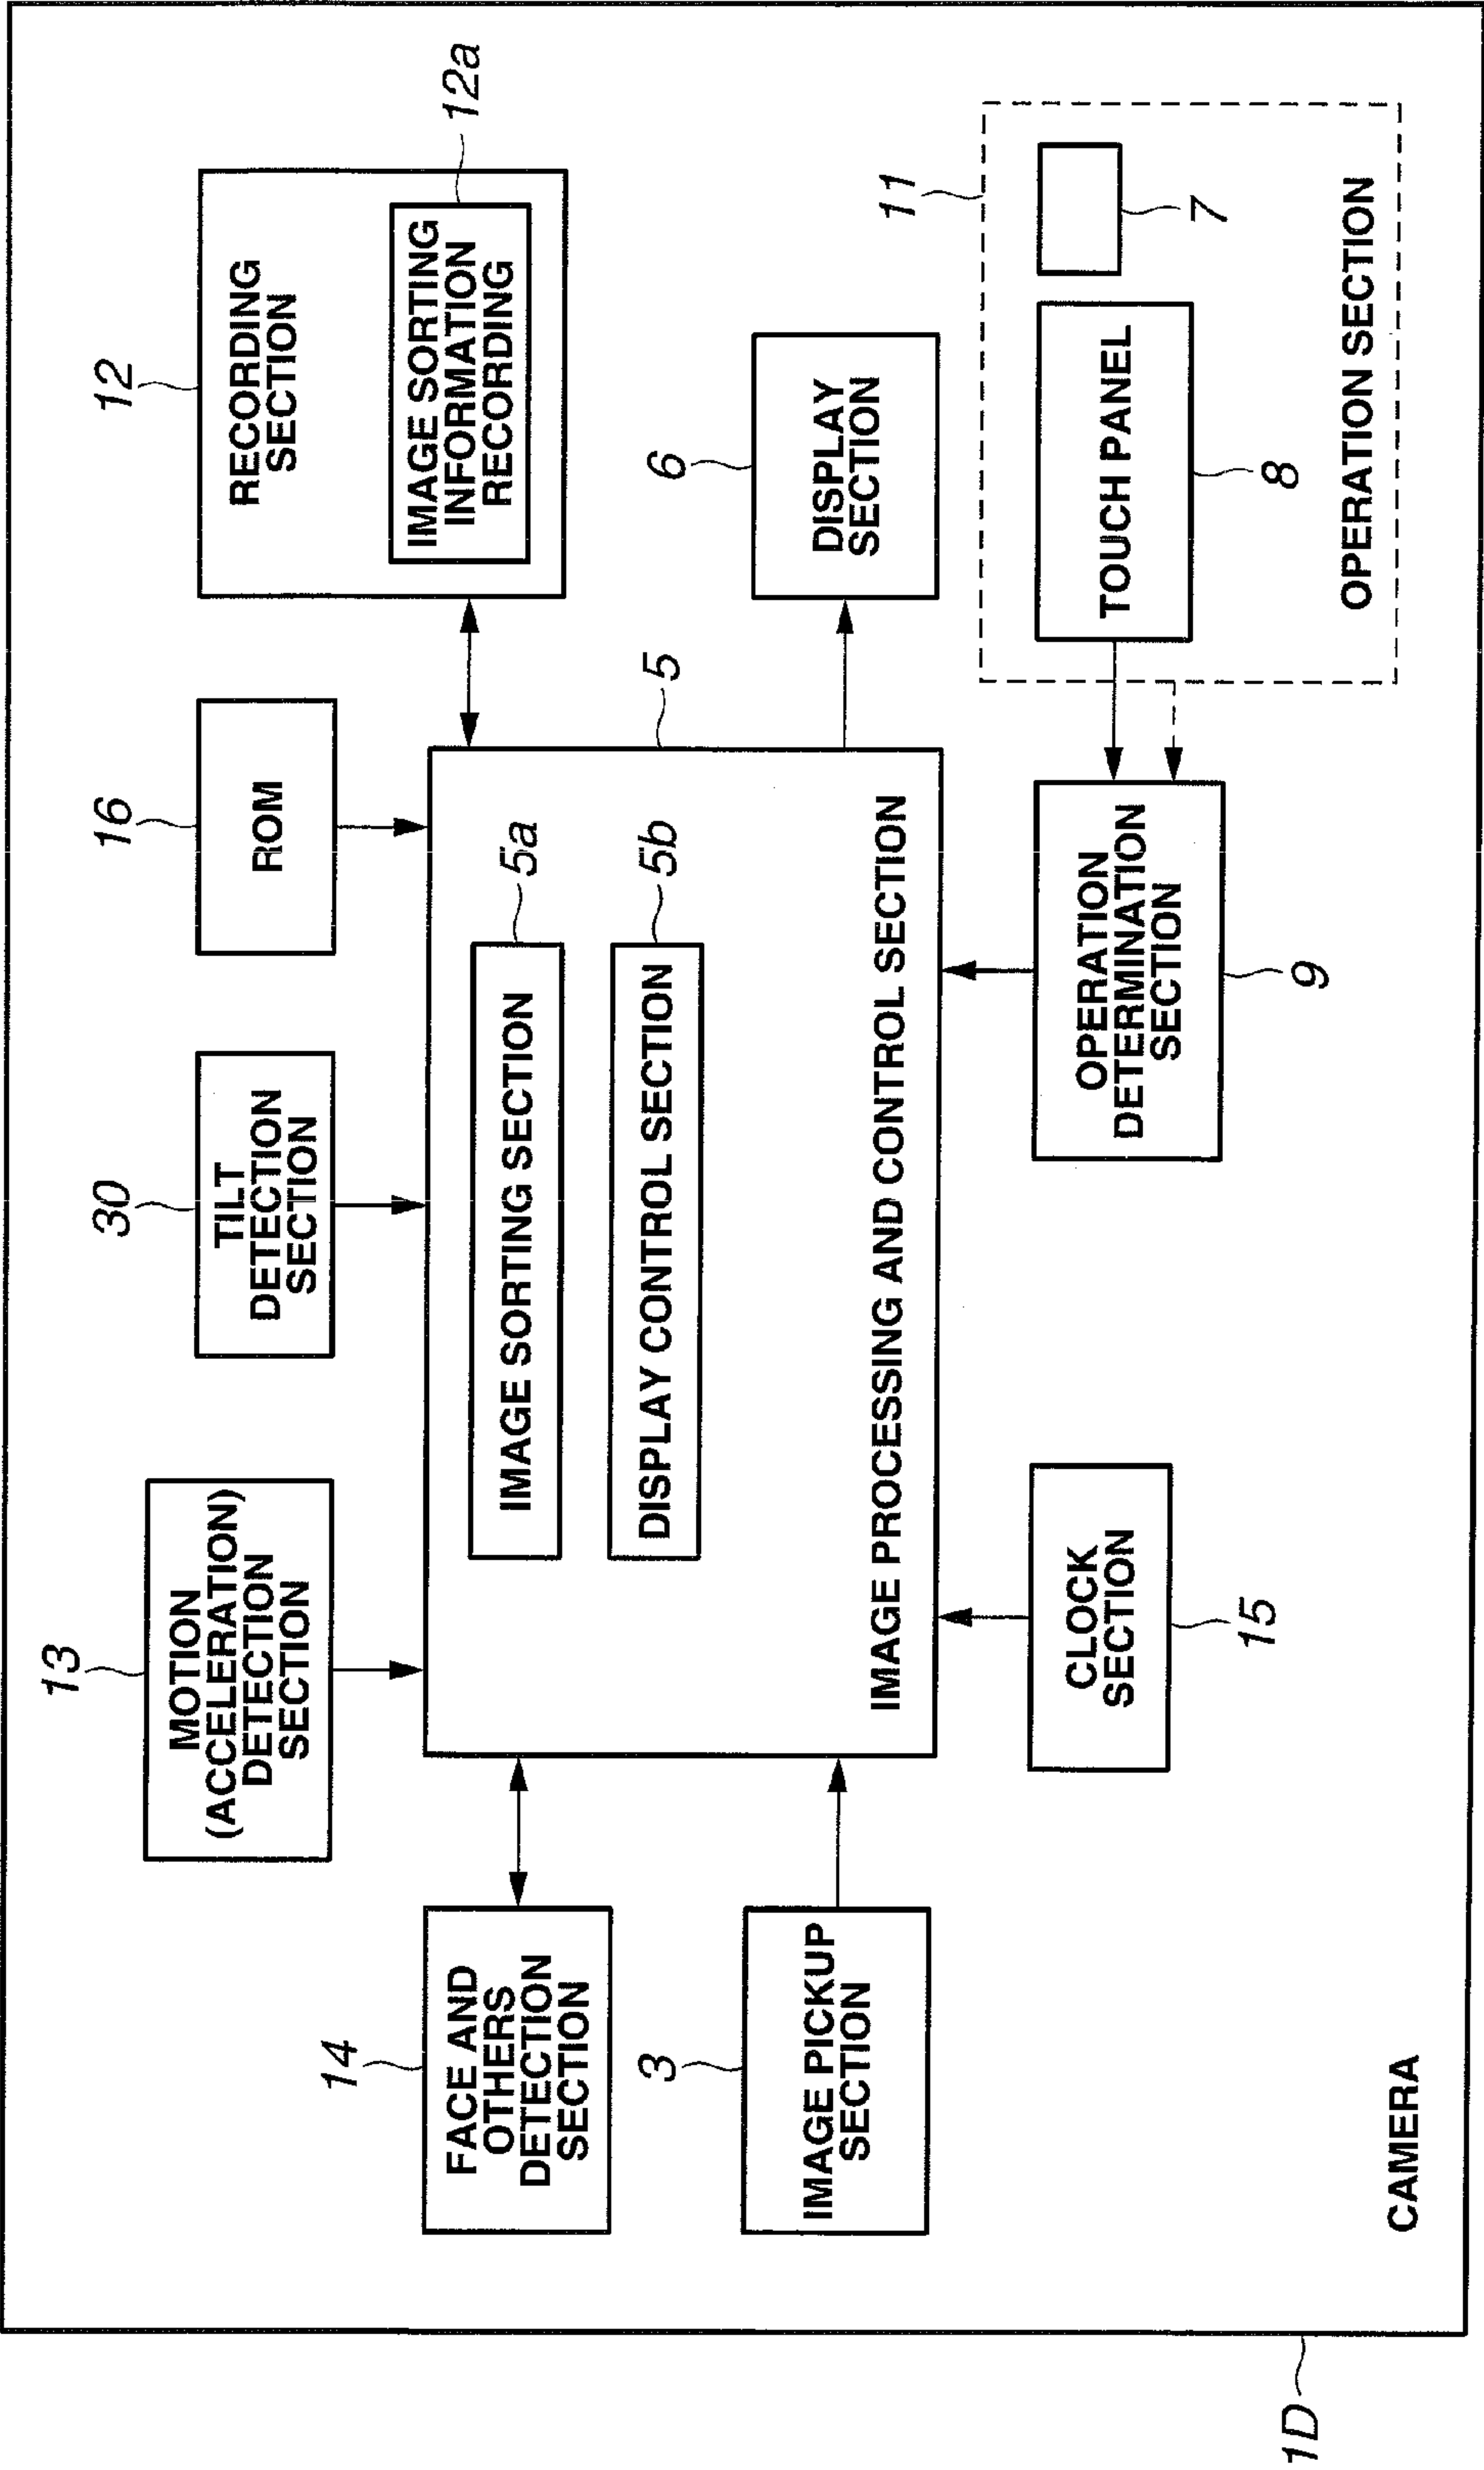 13
MOTION
(ACCELERATION)
DETECTION
SECTION
30
TILT
DETECTION
SECTION
16
ROM
12
RECORDING
SECTION
12a
IMAGE SORTING
INFORMATION
RECORDING
14
FACE AND
OTHERS
DETECTION
SECTION
3
IMAGE PICKUP
SECTION
5
5a
IMAGE SORTING SECTION
5b
DISPLAY CONTROL SECTION
IMAGE PROCESSING AND CONTROL SECTION
6
DISPLAY
SECTION
15
CLOCK
SECTION
9
OPERATION
DETERMINATION
SECTION
11
TOUCH PANEL
8
7
OPERATION SECTION
CAMERA
1D